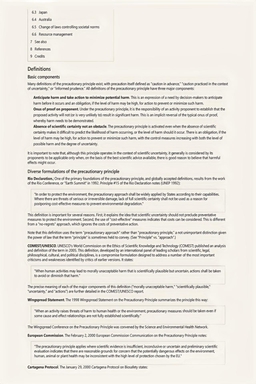 6.3 Japan
6.4 Australia
6.5 Change of laws controlling societal norms
6.6 Resource management
7 See also
8 References
9 Credits
Definitions
Basic components
Many definitions of the precautionary principle exist, with precaution itself defined as "caution in advance," "caution practised in the context
of uncertainty," or "informed prudence." All definitions of the precautionary principle have three major components:
Anticipate harm and take action to minimize potential harm. This is an expression of a need by decision-makers to anticipate
harm before it occurs and an obligation, if the level of harm may be high, for action to prevent or minimize such harm.
Onus of proof on proponent. Under the precautionary principle, it is the responsibility of an activity proponent to establish that the
proposed activity will not (or is very unlikely to) result in significant harm. This is an implicit reversal of the typical onus of proof
whereby harm needs to be demonstrated.
Absence of scientific certainty not an obstacle. The precautionary principle is activated even when the absence of scientific
certainty makes it difficult to predict the likelihood of harm occurring, or the level of harm should it occur. There is an obligation, if the
level of harm may be high, for action to prevent or minimize such harm, with the control measures increasing with both the level of
possible harm and the degree of uncertainty.
It is important to note that, although this principle operates in the context of scientific uncertainty, it generally is considered by its
proponents to be applicable only when, on the basis of the best scientific advice available, there is good reason to believe that harmful
effects might occur.
Diverse formulations of the precautionary principle
Rio Declaration. One of the primary foundations of the precautionary principle, and globally accepted definitions, results from the work
of the Rio Conference, or "Earth Summit" in 1992. Principle #15 of the Rio Declaration notes (UNEP 1992):
"In order to protect the environment, the precautionary approach shall be widely applied by States according to their capabilities.
Where there are threats of serious or irreversible damage, lack of full scientific certainty shall not be used as a reason for
postponing cost-effective measures to prevent environmental degradation."
This definition is important for several reasons. First, it explains the idea that scientific uncertainty should not preclude preventative
measures to protect the environment. Second, the use of "cost-effective" measures indicates that costs can be considered. This is different
from a "no-regrets" approach, which ignores the costs of preventative action.
Note that this definition uses the term "precautionary approach" rather than "precautionary principle," a not unimportant distinction given
the power of law that the term "principle" is sometimes held to convey. (See "Principle" vs. "Approach".)
COMEST/UNESCO: UNESCO's World Commission on the Ethics of Scientific Knowledge and Technology (COMEST) published an analysis
and definition of the term in 2005. This definition, developed by an international panel of leading scholars from scientific, legal,
philosophical, cultural, and political disciplines, is a compromise formulation designed to address a number of the most important
criticisms and weaknesses identified by critics of earlier versions. It states:
"When human activities may lead to morally unacceptable harm that is scientifically plausible but uncertain, actions shall be taken
to avoid or diminish that harm."
The precise meaning of each of the major components of this definition ("morally unacceptable harm," "scientifically plausible,"
"uncertainty," and "actions") are further detailed in the COMEST/UNESCO report.
Wingspread Statement. The 1998 Wingspread Statement on the Precautionary Principle summarizes the principle this way:
"When an activity raises threats of harm to human health or the environment, precautionary measures should be taken even if
some cause and effect relationships are not fully established scientifically."
The Wingspread Conference on the Precautionary Principle was convened by the Science and Environmental Health Network.
European Commission. The February 2, 2000 European Commission Communication on the Precautionary Principle notes:
"The precautionary principle applies where scientific evidence is insufficient, inconclusive or uncertain and preliminary scientific
evaluation indicates that there are reasonable grounds for concern that the potentially dangerous effects on the environment,
human, animal or plant health may be inconsistent with the high level of protection chosen by the EU."
Cartagena Protocol. The January 29, 2000 Cartagena Protocol on Biosafety states: